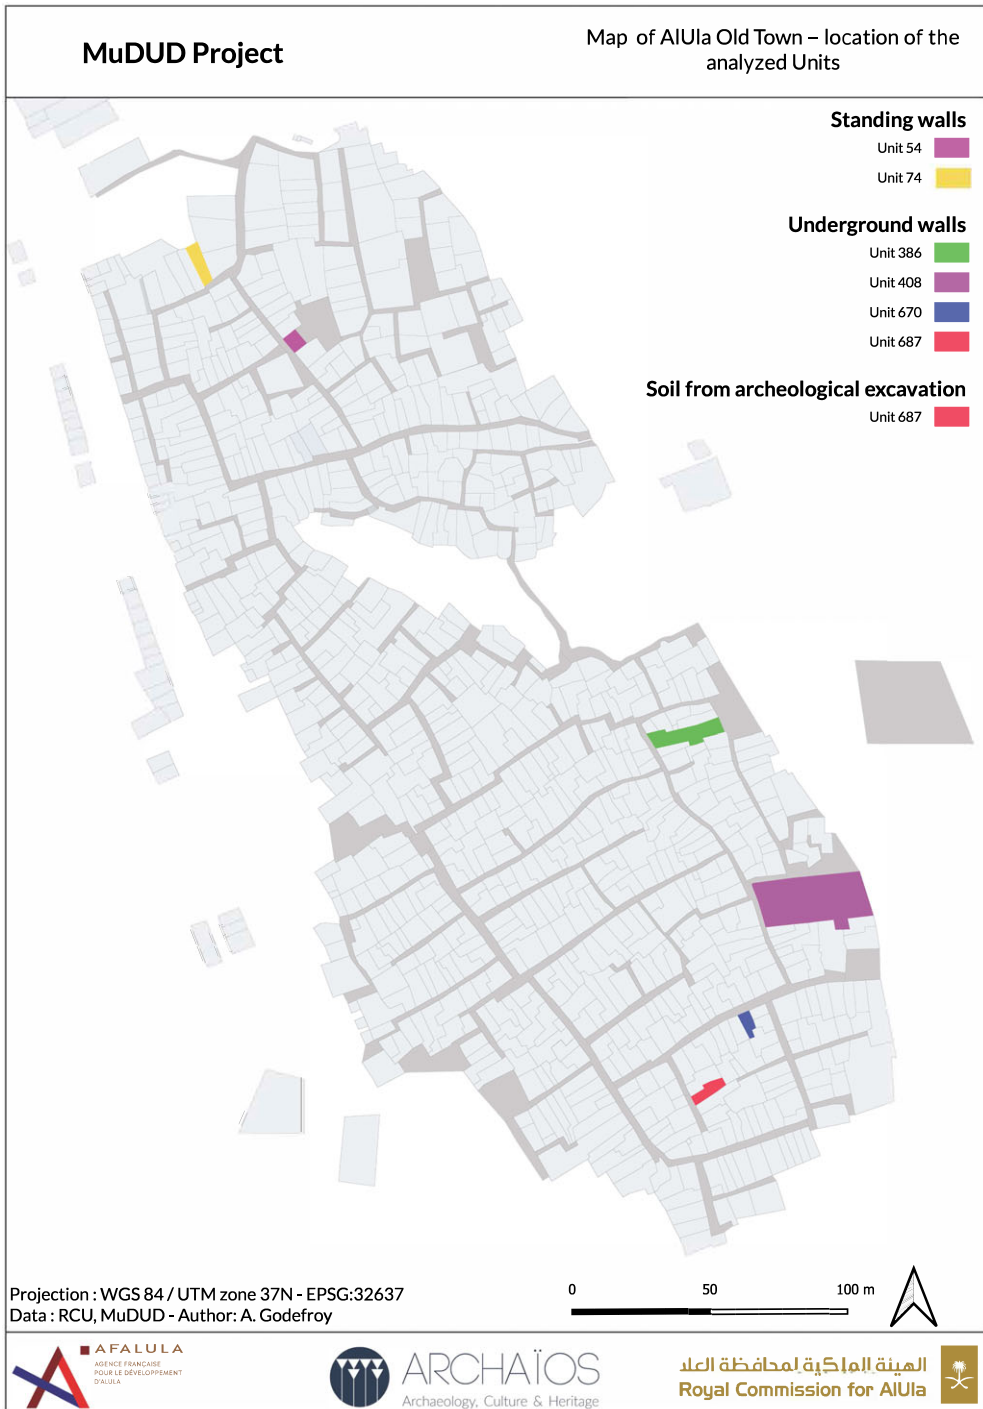 MuDUD Project
Map of AlUla Old Town – location of the
analyzed Units
Standing walls
Unit 54
Unit 74
Underground walls
Unit 386
Unit 408
Unit 670
Unit 687
Soil from archeological excavation
Unit 687
Projection : WGS 84 / UTM zone 37N - EPSG:32637
Data : RCU, MuDUD - Author: A. Godefroy
0 50 100 m
AFALULA
AGENCE FRANÇAISE
POUR LE DÉVELOPPEMENT
D'ALULA
ARCHAÏOS
Archaeology, Culture & Heritage
الهيئة الملكية لمحافظة العلا
Royal Commission for AlUla